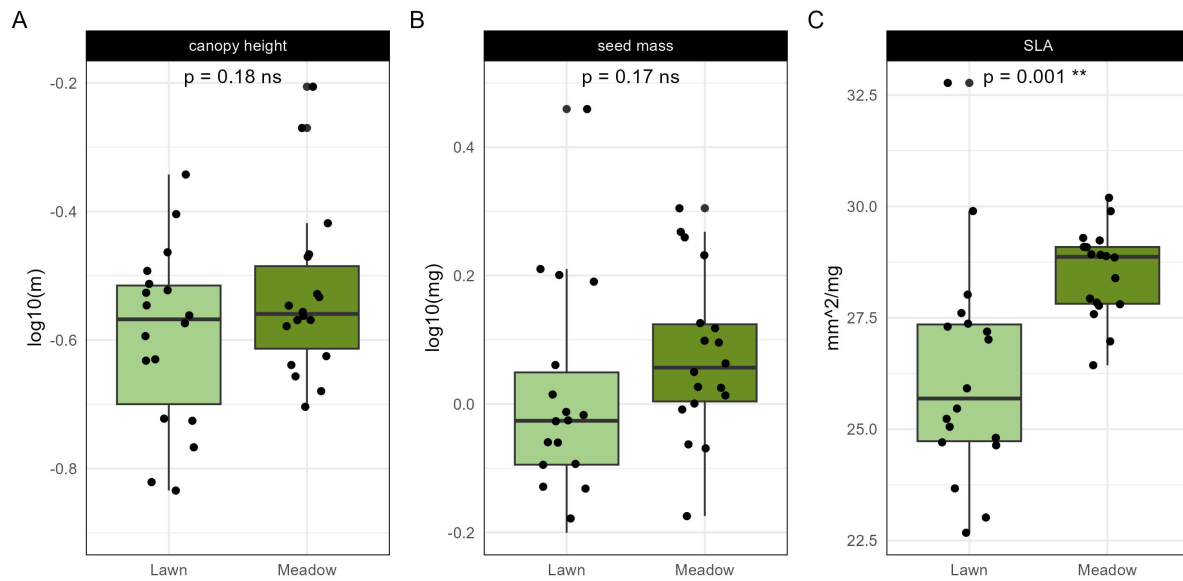 A
canopy height
p = 0.18 ns
-0.2
-0.4
-0.6
-0.8
log10(m)
Lawn
Meadow
B
seed mass
p = 0.17 ns
0.4
0.2
0.0
-0.2
log10(mg)
Lawn
Meadow
C
SLA
p = 0.001 **
32.5
30.0
27.5
25.0
22.5
mm^2/mg
Lawn
Meadow